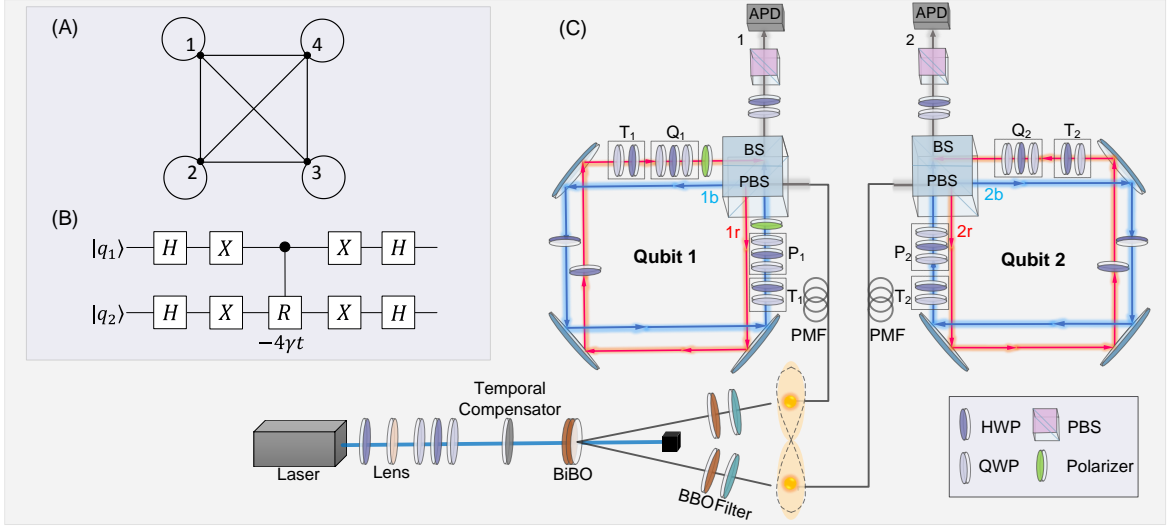 (A)
1
4
2
3
(B)
|q₁⟩ H X X H
|q₂⟩ H X R X H
−4γt
(C)
APD
APD
1
2
T₁
Q₁
BS
PBS
1b
1r
Qubit 1
P₁
T₁
PMF
BS
PBS
Q₂
T₂
2b
2r
Qubit 2
P₂
T₂
PMF
Laser
Lens
Temporal
Compensator
BiBO
BBO
Filter
HWP
PBS
QWP
Polarizer